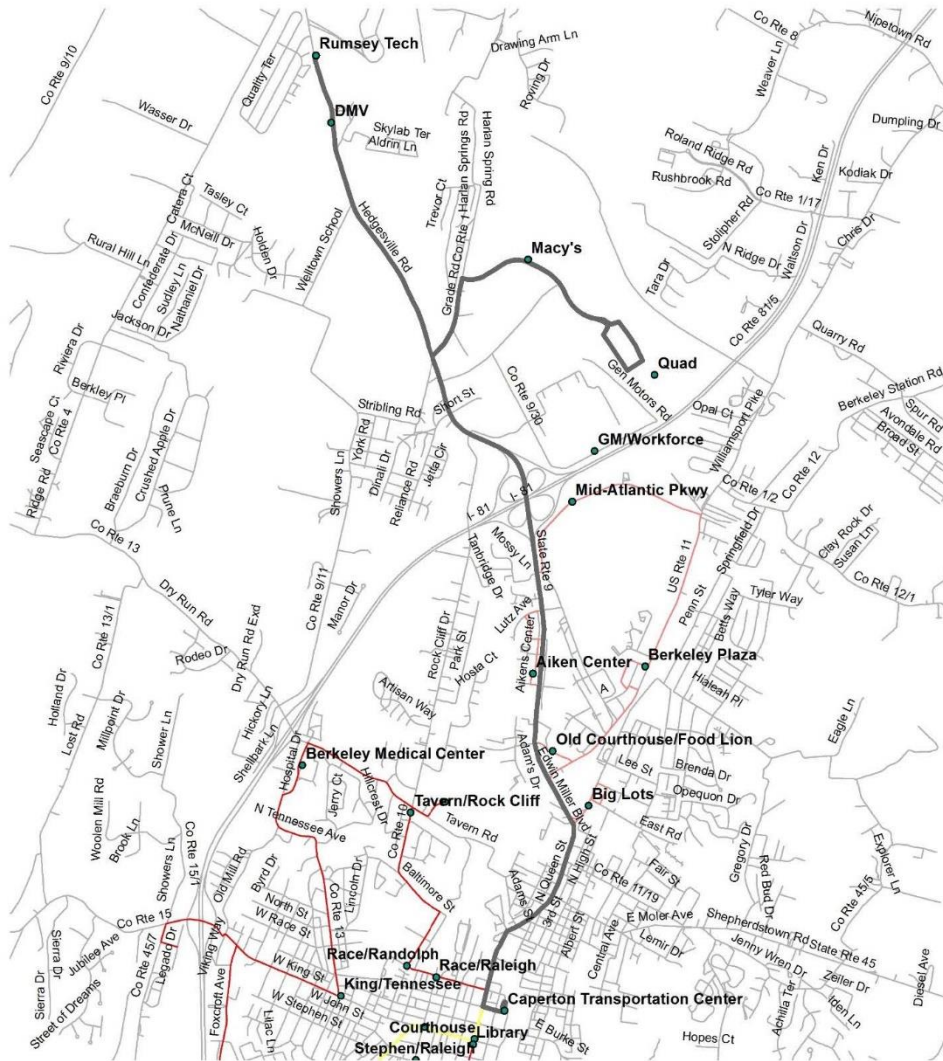 Co Rte 9/10
Quality Ter
Rumsey Tech
Drawing Arm Ln
Roving Dr
Co Rte 8
Nipetown Rd
Weaver Ln
Wasser Dr
DMV
Skylab Ter
Aldrin Ln
Harlan Springs Rd
Harlan Spring Rd
Dumpling Dr
Roland Ridge Rd
Rushbrook Rd
Ken Dr
Kodiak Dr
Co Rte 1/17
Catera Ct
Tasley Ct
McNeill Dr
Holden Dr
Welltown School
Hedgesville Rd
Trevor Ct
Co Rte 1
Grade Rd
Stolipher Rd
N Ridge Dr
Waltson Dr
Chris Dr
Rural Hill Ln
Confederate Dr
Sudley Ln
Nathaniel Dr
Jackson Dr
Macy's
Tara Dr
Co Rte 81/5
Quarry Rd
Riviera Dr
Berkley Pl
Seascape Ct
Co Rte 4
Ridge Rd
Braeburn Dr
Crushed Apple Dr
Prune Ln
Stribling Rd
Short St
Co Rte 9/30
Gen Motors Rd
Quad
Opal Ct
Williamsport Pike
Berkeley Station Rd
Spur Rd
Avondale Rd
Broad St
York Rd
Dinali Dr
Reliance Rd
Jetta Cir
Showers Ln
GM/Workforce
Co Rte 12
Co Rte 1/2
Mid-Atlantic Pkwy
I- 81
I- 81
Co Rte 13
Co Rte 9/11
Manor Dr
Tanbridge Dr
Mossy Ln
State Rte 9
US Rte 11
Springfield Dr
Clay Rock Dr
Susan Ln
Co Rte 12/1
Dry Run Rd
Co Rte 13/1
Rodeo Dr
Dry Run Rd Exd
Lutz Ave
Penn St
Betts Way
Tyler Way
Rock Cliff Dr
Park St
Hosta Ct
Aikens Center
Aiken Center
Berkeley Plaza
A
Hialeah Pl
Holland Dr
Lost Rd
Millpoint Dr
Shower Ln
Hickory Ln
Shellbark Ln
Artisan Way
Eagle Ln
Hospital Dr
Berkeley Medical Center
Adam's Dr
Old Courthouse/Food Lion
Edwin Miller Blvd
Lee St
Brenda Dr
Opequon Dr
Woolen Mill Rd
Brook Ln
Jerry Ct
Hillcrest Dr
Tavern/Rock Cliff
Big Lots
N Tennessee Ave
Co Rte 10
Tavern Rd
East Rd
Gregory Dr
Red Bud Dr
Explorer Ln
Co Rte 45/5
Showers Ln
Co Rte 15/1
Old Mill Rd
Byrd Dr
Lincoln Dr
Baltimore St
N Queen St
N High St
Fair St
Co Rte 11/19
North St
W Race St
Co Rte 13
Adams St
3rd St
Albert St
Central Ave
E Moler Ave
Shepherdstown Rd
State Rte 45
Co Rte 15
Jubilee Ave
Co Rte 45/7
Legado Dr
Viking Way
Lemir Dr
Jenny Wren Dr
Zeiler Dr
Diesel Ave
Sierra Dr
Sierra Dr
Street of Dreams
Foxcroft Ave
W King St
W John St
W Stephen St
Race/Randolph
King/Tennessee
Race/Raleigh
Caperton Transportation Center
Achilla Ter
Iden Ln
Lilac Ln
Courthouse
Library
Stephen/Raleigh
E Burke St
Hopes Ct